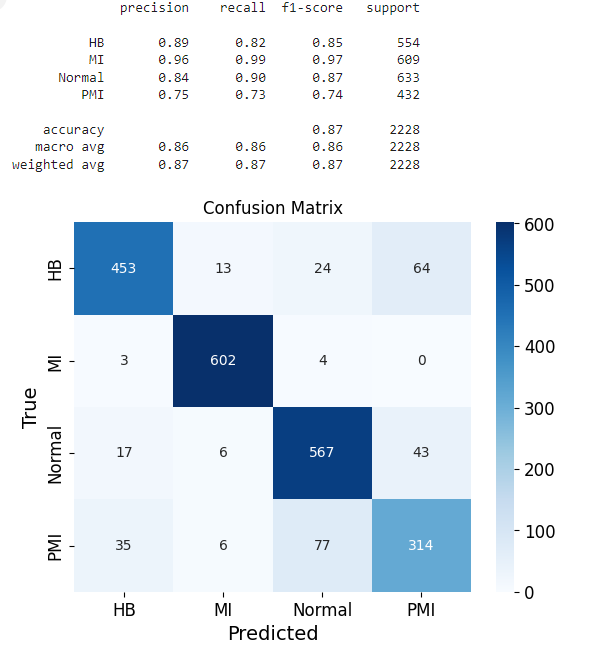 precision recall f1-score support
HB 0.89 0.82 0.85 554
MI 0.96 0.99 0.97 609
Normal 0.84 0.90 0.87 633
PMI 0.75 0.73 0.74 432
accuracy 0.87 2228
macro avg 0.86 0.86 0.86 2228
weighted avg 0.87 0.87 0.87 2228
Confusion Matrix
HB 453 13 24 64
MI 3 602 4 0
Normal 17 6 567 43
PMI 35 6 77 314
True
HB MI Normal PMI
Predicted
600
500
400
300
200
100
0